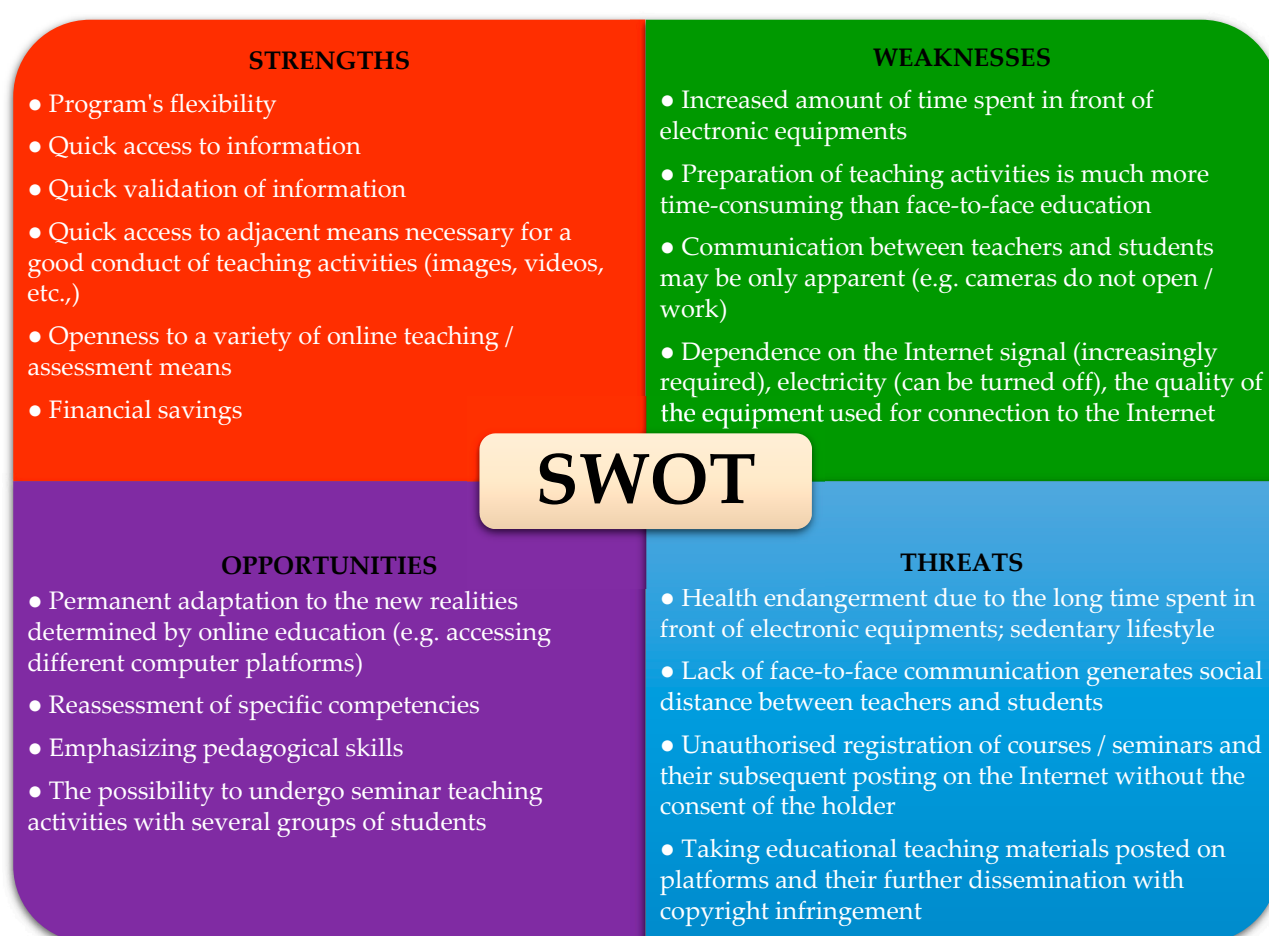 STRENGTHS
● Program's flexibility
● Quick access to information
● Quick validation of information
● Quick access to adjacent means necessary for a
good conduct of teaching activities (images, videos,
etc.,)
● Openness to a variety of online teaching /
assessment means
● Financial savings
WEAKNESSES
● Increased amount of time spent in front of
electronic equipments
● Preparation of teaching activities is much more
time-consuming than face-to-face education
● Communication between teachers and students
may be only apparent (e.g. cameras do not open /
work)
● Dependence on the Internet signal (increasingly
required), electricity (can be turned off), the quality of
the equipment used for connection to the Internet
SWOT
OPPORTUNITIES
● Permanent adaptation to the new realities
determined by online education (e.g. accessing
different computer platforms)
● Reassessment of specific competencies
● Emphasizing pedagogical skills
● The possibility to undergo seminar teaching
activities with several groups of students
THREATS
● Health endangerment due to the long time spent in
front of electronic equipments; sedentary lifestyle
● Lack of face-to-face communication generates social
distance between teachers and students
● Unauthorised registration of courses / seminars and
their subsequent posting on the Internet without the
consent of the holder
● Taking educational teaching materials posted on
platforms and their further dissemination with
copyright infringement